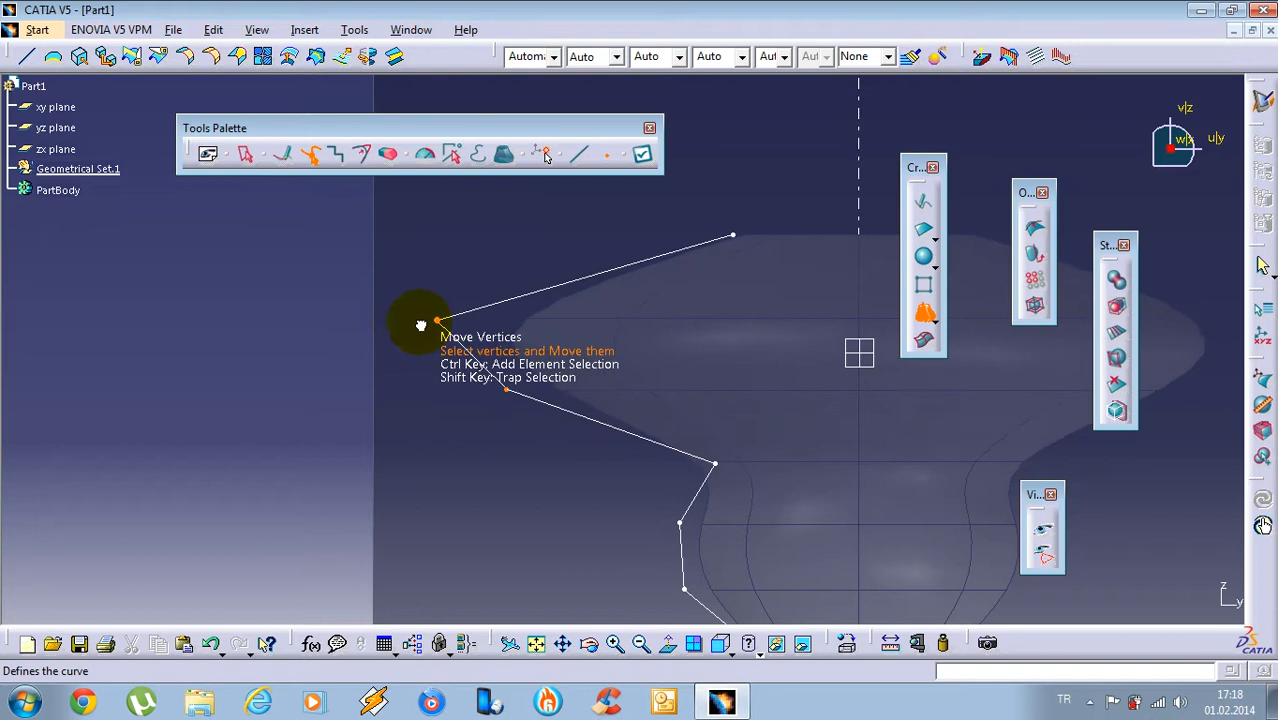 CATIA V5 - [Part1]
Start ENOVIA V5 VPM File Edit View Insert Tools Window Help
Autom Auto Auto Auto Aut Aut None
Part1
xy plane
yz plane
zx plane
Geometrical Set.1
PartBody
Tools Palette
v|z
w|x u|y
Cr...
O...
St...
Move Vertices
Select vertices and Move them
Ctrl Key: Add Element Selection
Shift Key: Trap Selection
Vi...
z
y
f(x)
DS
CATIA
Defines the curve
TR
17:18
01.02.2014